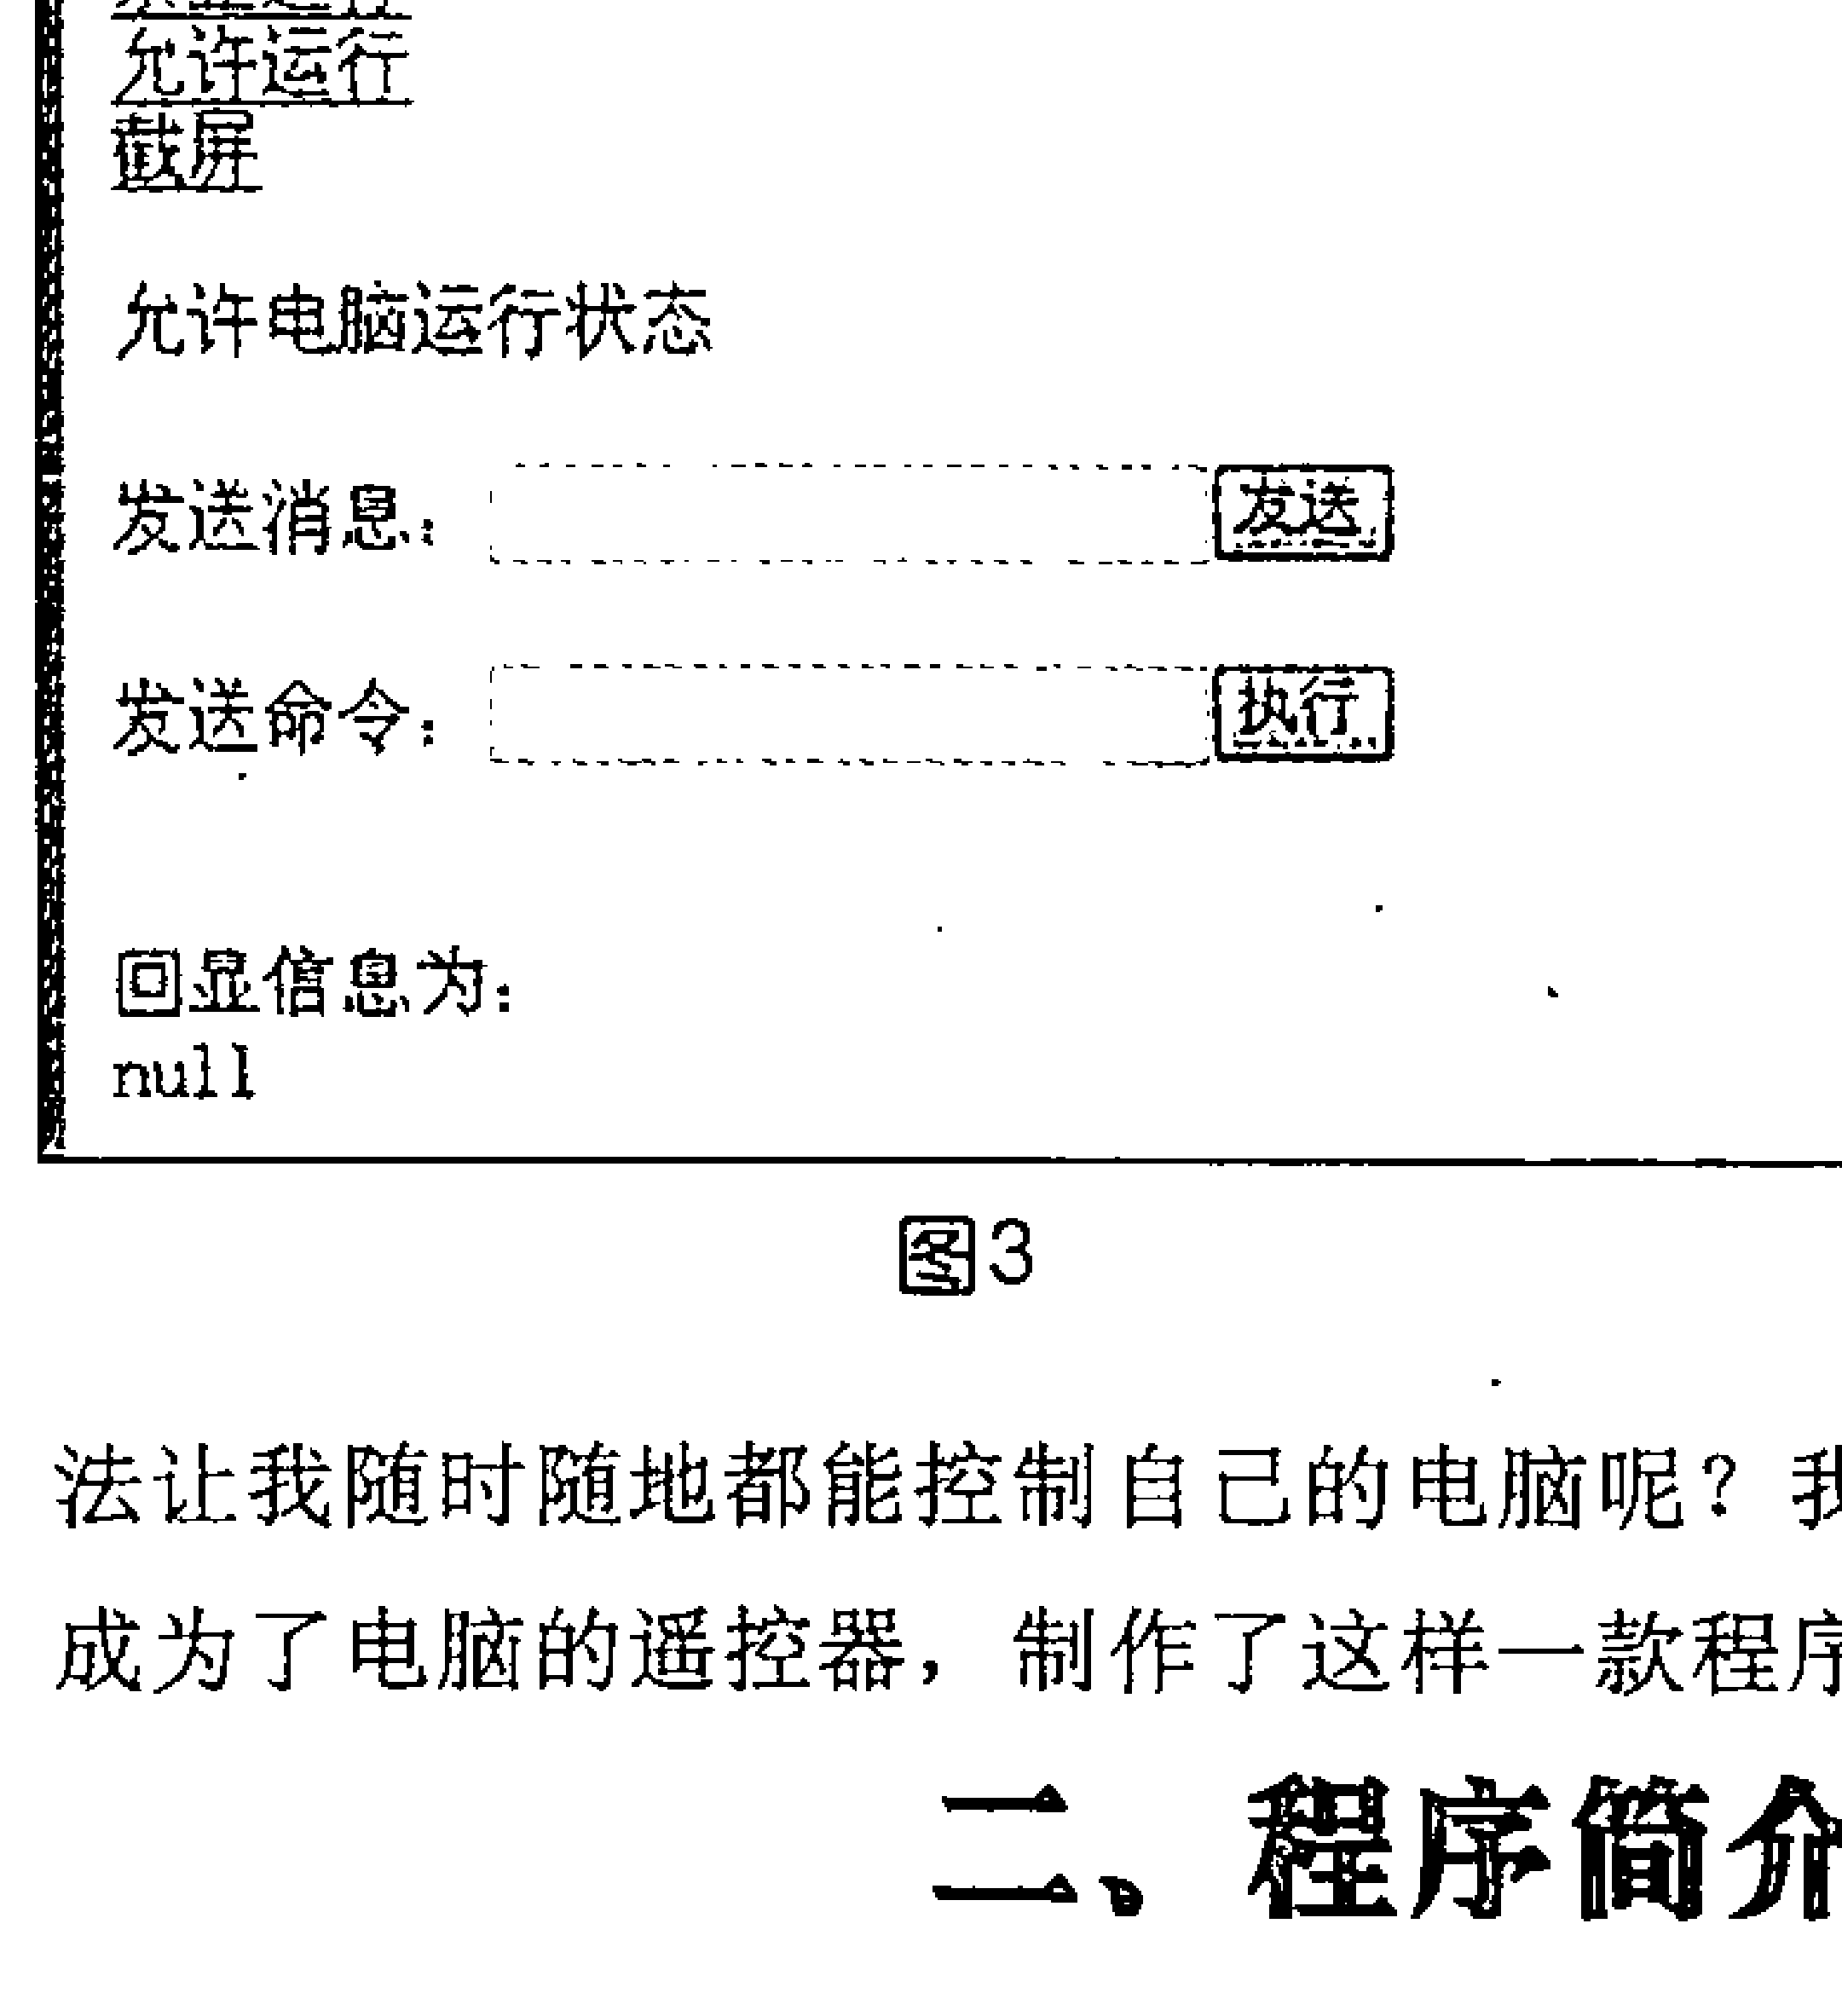 允许运行
截屏
允许电脑运行状态
发送消息： 发送
发送命令： 执行
回显信息为：
null
图3
法让我随时随地都能控制自己的电脑呢？我
成为了电脑的遥控器，制作了这样一款程序
二、程序简介